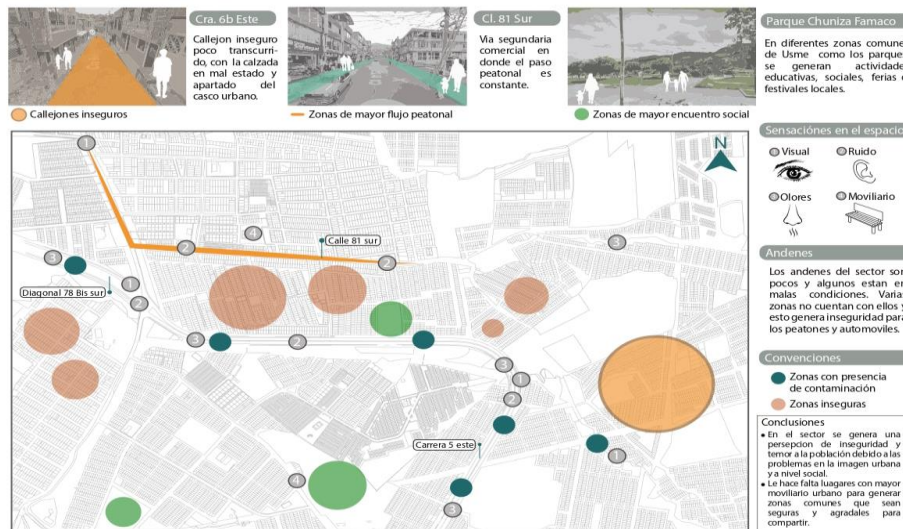 Cra. 6b Este
Callejon inseguro
poco transcurri-
do, con la calzada
en mal estado y
apartado del
casco urbano.
Cl. 81 Sur
Via segundaria
comercial en
donde el paso
peatonal es
constante.
Parque Chuniza Famaco
En diferentes zonas comune
de Usme como los parque
se generan actividade
educativas, sociales, ferias
festivales locales.
Callejones inseguros
Zonas de mayor flujo peatonal
Zonas de mayor encuentro social
Sensaciónes en el espacio
1 Visual
2 Ruido
3 Olores
4 Moviliario
N
1
2
4
Calle 81 sur
2
3
3
1
Diagonal 78 Bis sur
2
3
2
3
1
2
Carrera 5 este
1
4
3
Andenes
Los andenes del sector son
pocos y algunos estan en
malas condiciones. Varias
zonas no cuentan con ellos y
esto genera inseguridad para
los peatones y automoviles.
Convenciones
Zonas con presencia
de contaminación
Zonas inseguras
Conclusiones
• En el sector se genera una
persepcion de inseguridad y
temor a la población debido a las
problemas en la imagen urbana
y a nivel social.
• Le hace falta luagares con mayor
moviliario urbano para generar
zonas comunes que sean
seguras y agradales para
compartir.